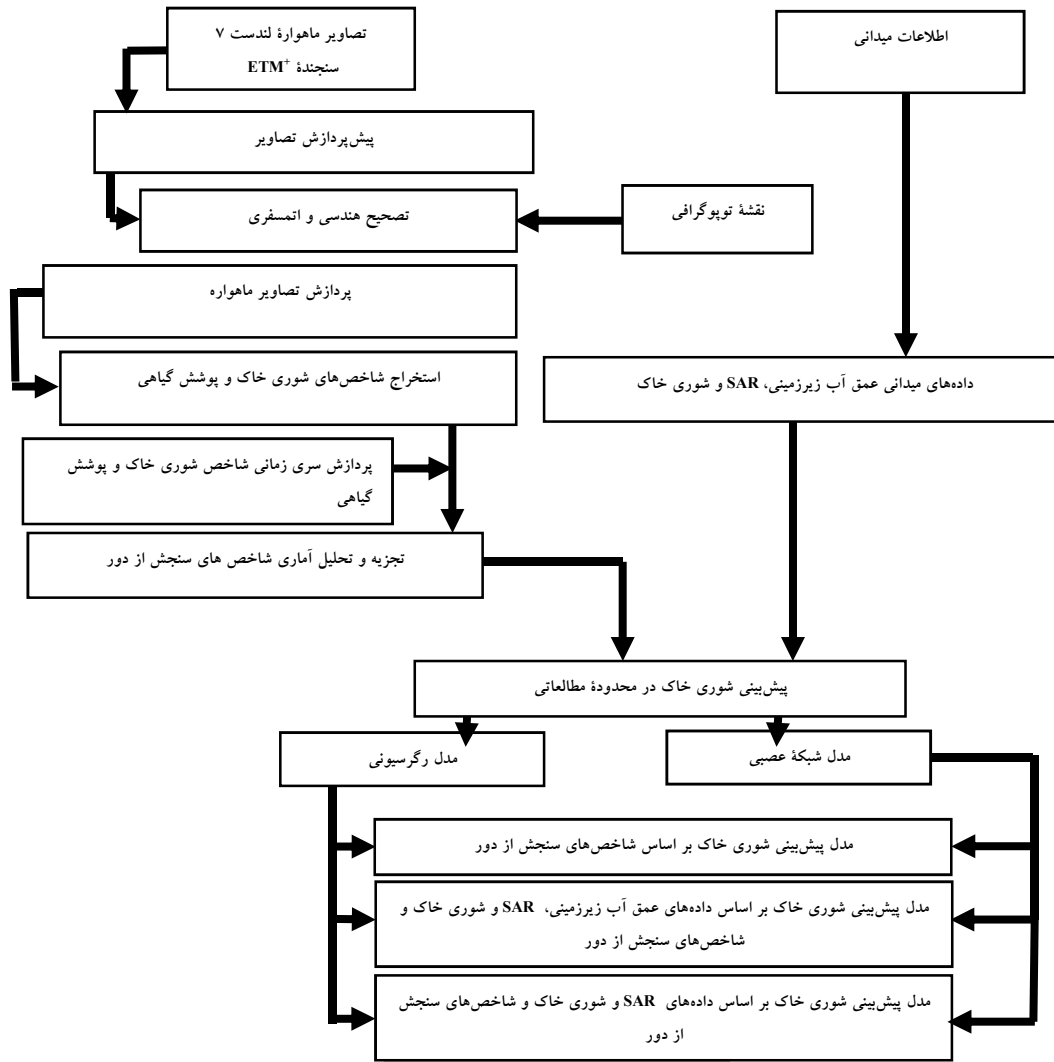 تصاویر ماهوارهٔ لندست ۷
سنجندهٔ ETM+
اطلاعات میدانی
پیش‌پردازش تصاویر
تصحیح هندسی و اتمسفری
نقشهٔ توپوگرافی
پردازش تصاویر ماهواره
استخراج شاخص‌های شوری خاک و پوشش گیاهی
داده‌های میدانی عمق آب زیرزمینی، SAR و شوری خاک
پردازش سری زمانی شاخص شوری خاک و پوشش
گیاهی
تجزیه و تحلیل آماری شاخص های سنجش از دور
پیش‌بینی شوری خاک در محدودهٔ مطالعاتی
مدل شبکهٔ عصبی
مدل رگرسیونی
مدل پیش‌بینی شوری خاک بر اساس شاخص‌های سنجش از دور
مدل پیش‌بینی شوری خاک بر اساس داده‌های عمق آب زیرزمینی، SAR و شوری خاک و
شاخص‌های سنجش از دور
مدل پیش‌بینی شوری خاک بر اساس داده‌های SAR و شوری خاک و شاخص‌های سنجش
از دور